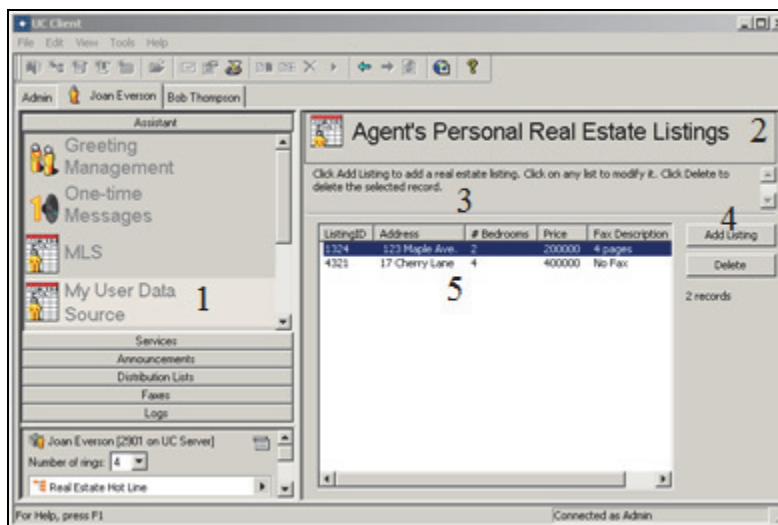 UC Client
File Edit View Tools Help
Admin Joan Everson Bob Thompson
Assistant
Greeting
Management
One-time
Messages
MLS
My User Data
Source
1
Services
Announcements
Distribution Lists
Faxes
Logs
Joan Everson [2901 on UC Server]
Number of rings: 4
Real Estate Hot Line
Agent's Personal Real Estate Listings 2
Click Add Listing to add a real estate listing. Click on any list to modify it. Click Delete to
delete the selected record.
3
ListingID Address # Bedrooms Price Fax Description
1324 123 Maple Ave. 2 200000 4 pages
4321 17 Cherry Lane 4 400000 No Fax
5
4
Add Listing
Delete
2 records
For Help, press F1 Connected as Admin